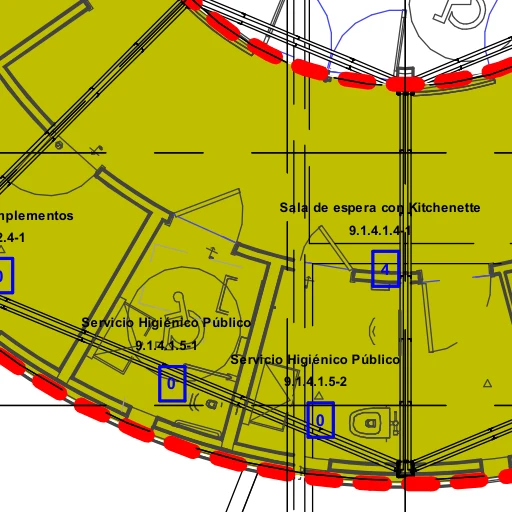 Sala de espera con Kitchenette
9.1.4.1.4-1
4
mplementos
2.4-1
0
Servicio Higiénico Público
9.1.4.1.5-1
0
Servicio Higiénico Público
9.1.4.1.5-2
0